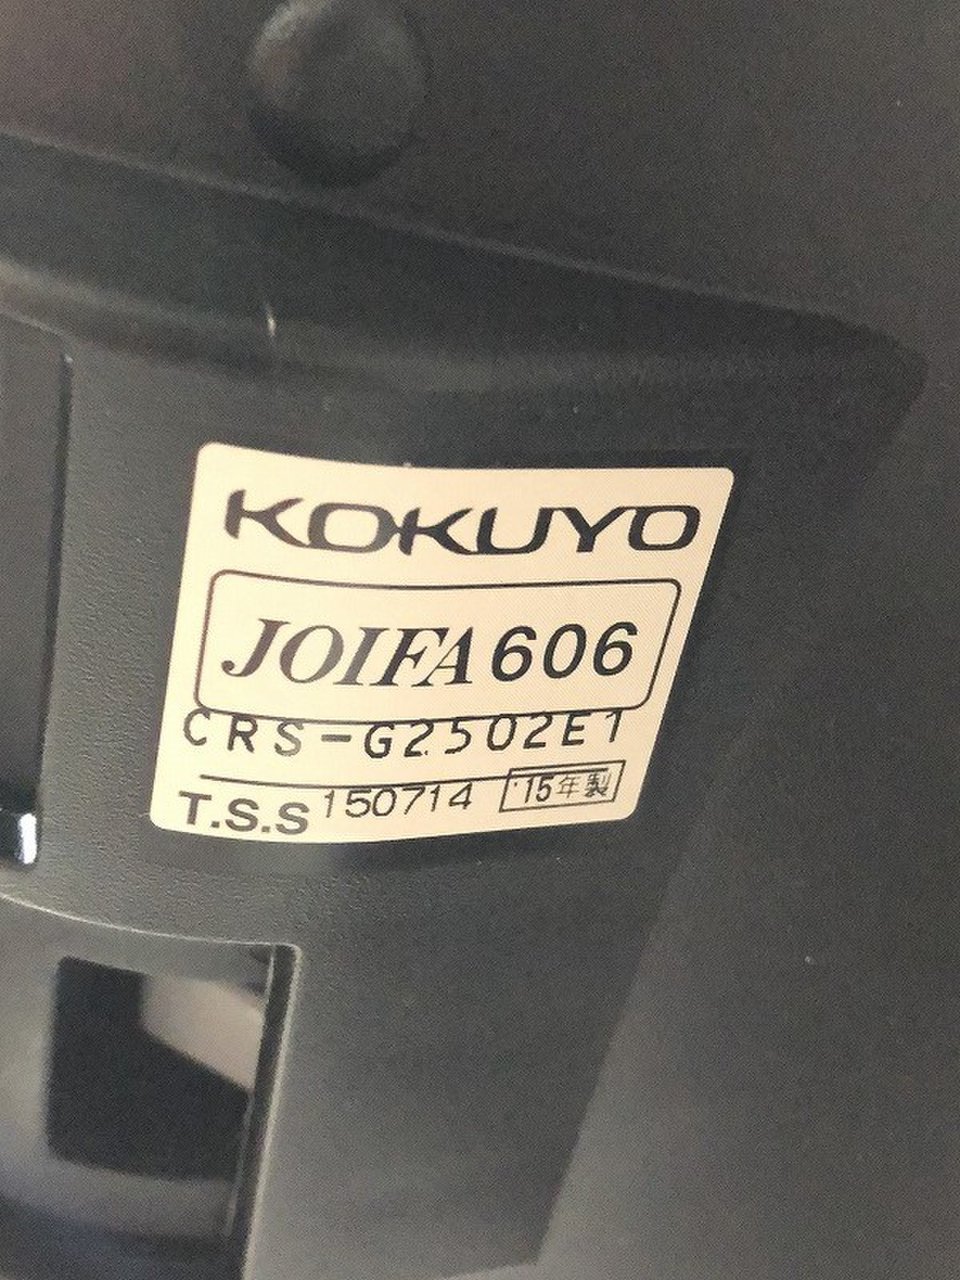 KOKUYO
JOIFA 606
CRS-G2502E1
T.S.S 150714 '15年製